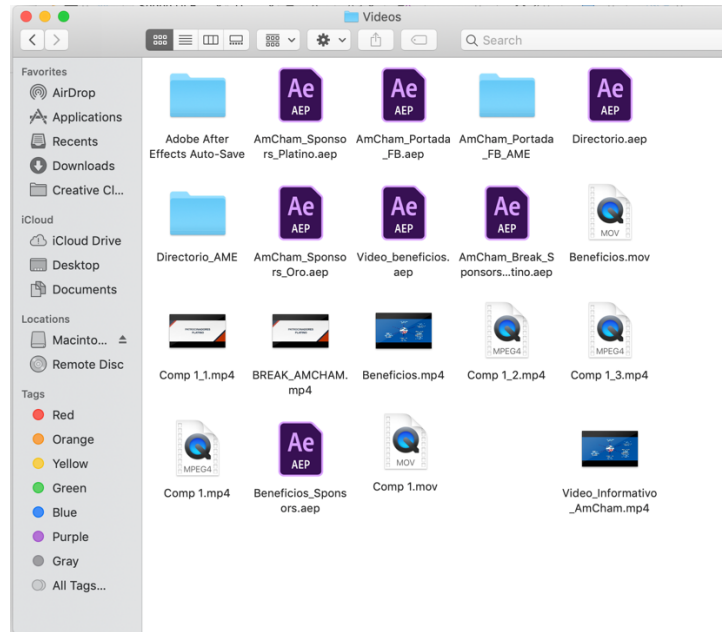 Videos
Search
Favorites
AirDrop
Applications
Recents
Downloads
Creative Cl...
iCloud
iCloud Drive
Desktop
Documents
Locations
Macinto...
Remote Disc
Tags
Red
Orange
Yellow
Green
Blue
Purple
Gray
All Tags...
Ae Ae Ae
AEP AEP AEP
Adobe After AmCham_Sponso AmCham_Portada AmCham_Portada Directorio.aep
Effects Auto-Save rs_Platino.aep _FB.aep _FB_AME
Ae Ae Ae
AEP AEP AEP MOV
Directorio_AME AmCham_Sponso Video_beneficios. AmCham_Break_S Beneficios.mov
rs_Oro.aep aep ponsors...tino.aep
MPEG4 MPEG4
Comp 1_1.mp4 BREAK_AMCHAM. Beneficios.mp4 Comp 1_2.mp4 Comp 1_3.mp4
mp4
Ae
MPEG4 AEP MOV
Comp 1.mp4 Beneficios_Spons Comp 1.mov Video_Informativo
ors.aep _AmCham.mp4